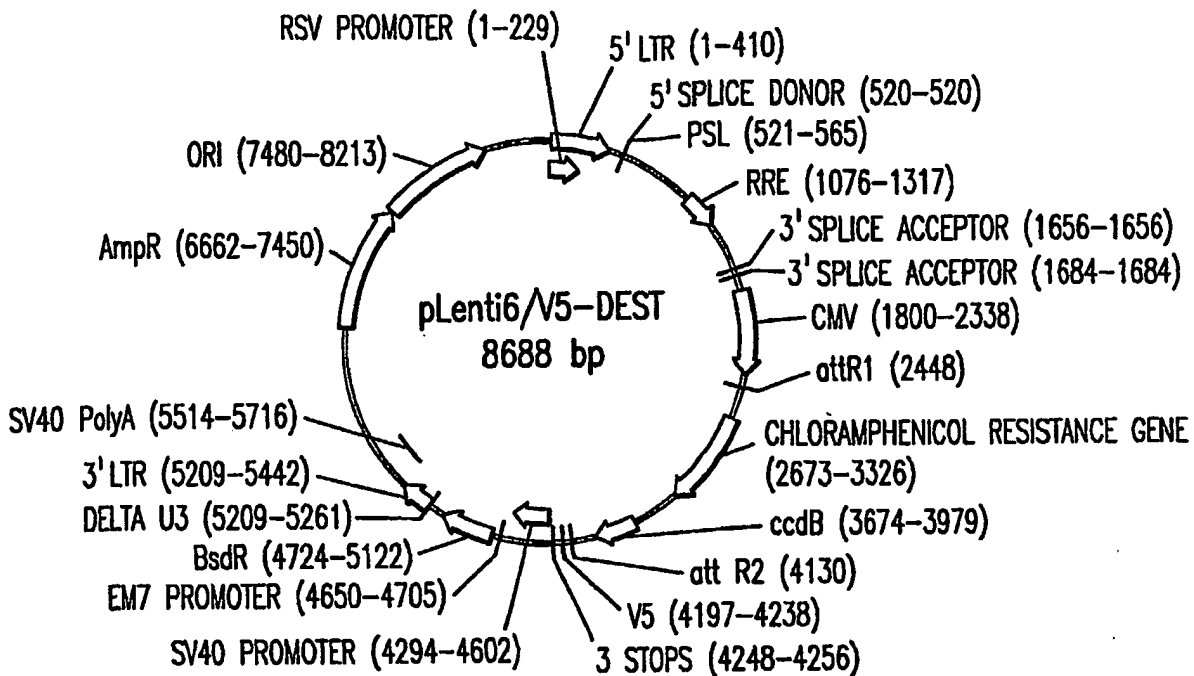 RSV PROMOTER (1-229)
5' LTR (1-410)
5' SPLICE DONOR (520-520)
PSL (521-565)
RRE (1076-1317)
3' SPLICE ACCEPTOR (1656-1656)
3' SPLICE ACCEPTOR (1684-1684)
CMV (1800-2338)
attR1 (2448)
CHLORAMPHENICOL RESISTANCE GENE
(2673-3326)
ccdB (3674-3979)
att R2 (4130)
V5 (4197-4238)
3 STOPS (4248-4256)
SV40 PROMOTER (4294-4602)
EM7 PROMOTER (4650-4705)
BsdR (4724-5122)
DELTA U3 (5209-5261)
3' LTR (5209-5442)
SV40 PolyA (5514-5716)
AmpR (6662-7450)
ORI (7480-8213)
pLenti6/V5-DEST
8688 bp